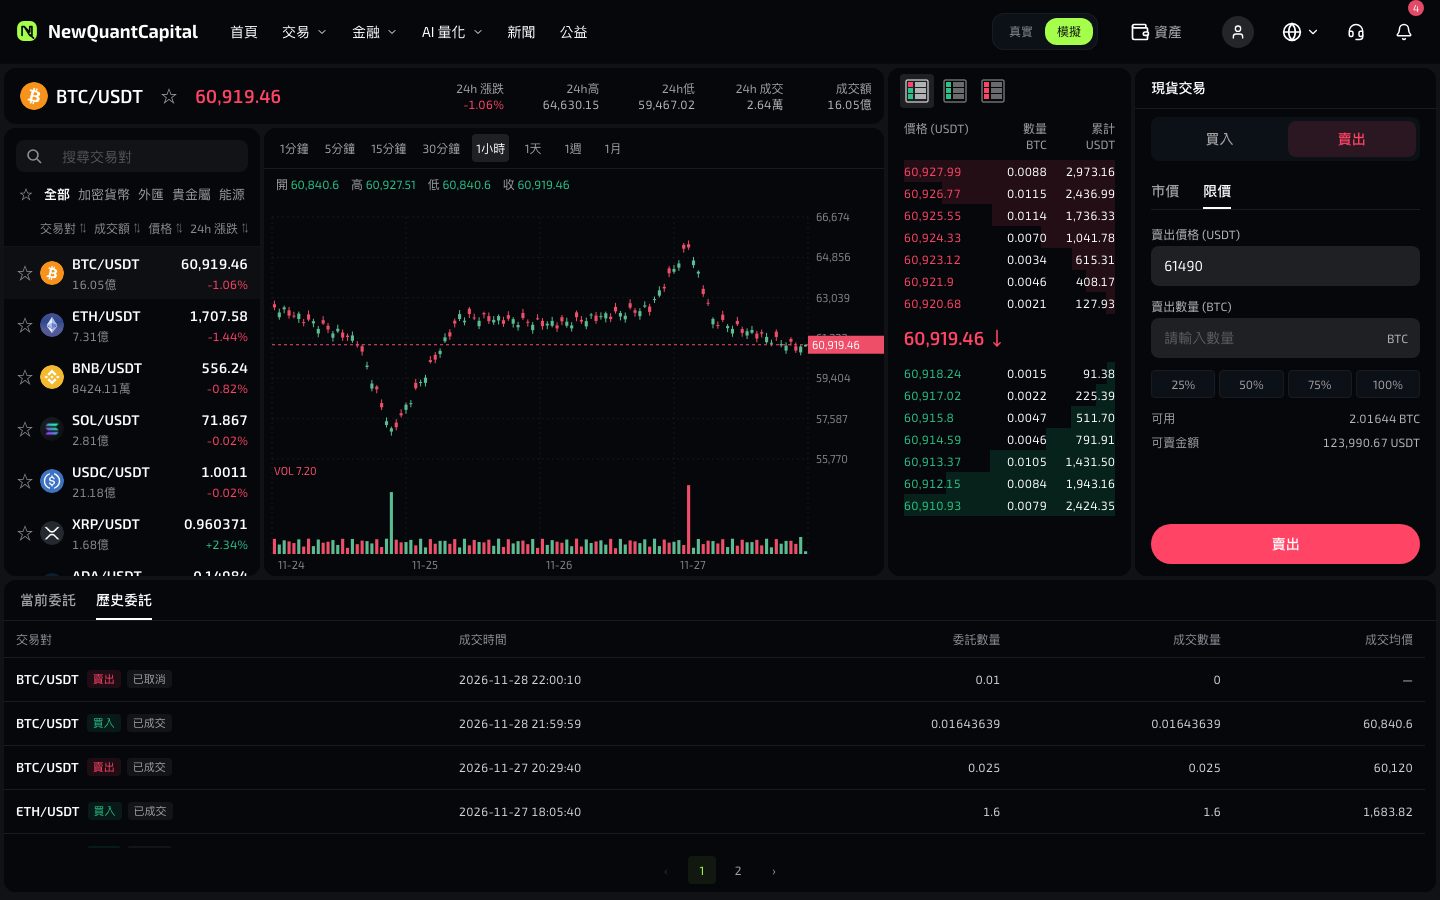 NewQuantCapital 首頁 交易 金融 AI 量化 新聞 公益 真實 模擬 資產 4
BTC/USDT 60,919.46
24h 漲跌 24h高 24h低 24h 成交 成交額
-1.06% 64,630.15 59,467.02 2.64萬 16.05億
搜尋交易對
全部 加密貨幣 外匯 貴金屬 能源
交易對 成交額 價格 24h 漲跌
BTC/USDT 60,919.46
16.05億 -1.06%
ETH/USDT 1,707.58
7.31億 -1.44%
BNB/USDT 556.24
8424.11萬 -0.82%
SOL/USDT 71.867
2.81億 -0.02%
USDC/USDT 1.0011
21.18億 -0.02%
XRP/USDT 0.960371
1.68億 +2.34%
ADA/USDT 0.14984
1分鐘 5分鐘 15分鐘 30分鐘 1小時 1天 1週 1月
開 60,840.6 高 60,927.51 低 60,840.6 收 60,919.46
66,674
64,856
63,039
60,919.46
59,404
57,587
55,770
VOL 7.20
11-24 11-25 11-26 11-27
價格 (USDT) 數量 累計
BTC USDT
60,927.99 0.0088 2,973.16
60,926.77 0.0115 2,436.99
60,925.55 0.0114 1,736.33
60,924.33 0.0070 1,041.78
60,923.12 0.0034 615.31
60,921.9 0.0046 408.17
60,920.68 0.0021 127.93
60,919.46 ↓
60,918.24 0.0015 91.38
60,917.02 0.0022 225.39
60,915.8 0.0047 511.70
60,914.59 0.0046 791.91
60,913.37 0.0105 1,431.50
60,912.15 0.0084 1,943.16
60,910.93 0.0079 2,424.35
現貨交易
買入 賣出
市價 限價
賣出價格 (USDT)
61490
賣出數量 (BTC)
請輸入數量 BTC
25% 50% 75% 100%
可用 2.01644 BTC
可賣金額 123,990.67 USDT
賣出
當前委託 歷史委託
交易對 成交時間 委託數量 成交數量 成交均價
BTC/USDT 賣出 已取消 2026-11-28 22:00:10 0.01 0 —
BTC/USDT 買入 已成交 2026-11-28 21:59:59 0.01643639 0.01643639 60,840.6
BTC/USDT 賣出 已成交 2026-11-27 20:29:40 0.025 0.025 60,120
ETH/USDT 買入 已成交 2026-11-27 18:05:40 1.6 1.6 1,683.82
‹ 1 2 ›